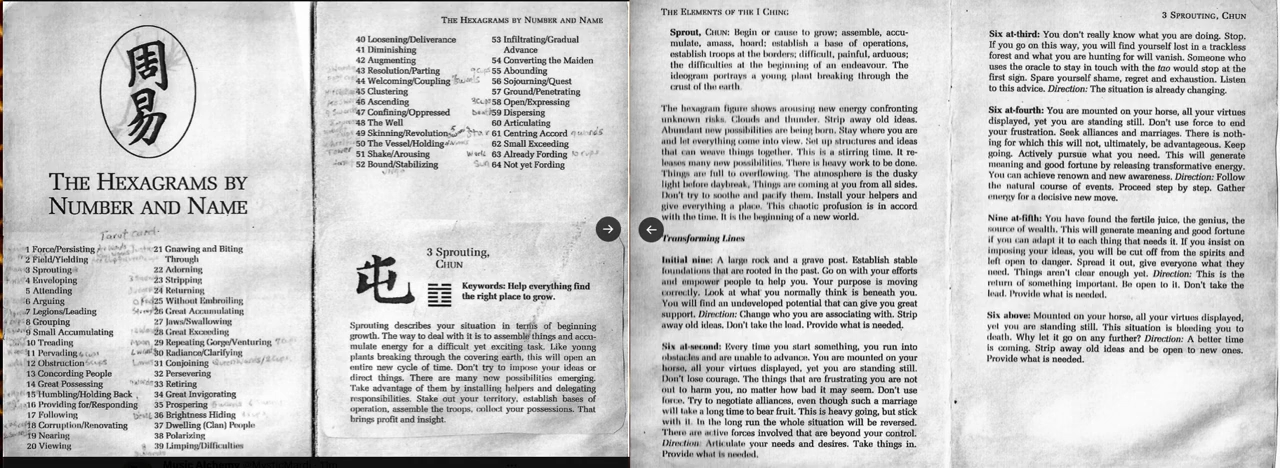 周易
THE HEXAGRAMS BY
NUMBER AND NAME
Tarot card
1 Force/Persisting
2 Field/Yielding
3 Sprouting
4 Enveloping
5 Attending
6 Arguing
7 Legions/Leading
8 Grouping
9 Small Accumulating
10 Treading
11 Pervading
12 Obstruction
13 Concording People
14 Great Possessing
15 Humbling/Holding Back
16 Providing for/Responding
17 Following
18 Corruption/Renovating
19 Nearing
20 Viewing
21 Gnawing and Biting
Through
22 Adorning
23 Stripping
24 Returning
25 Without Embroiling
26 Great Accumulating
27 Jaws/Swallowing
28 Great Exceeding
29 Repeating Gorge/Venturing
30 Radiance/Clarifying
31 Conjoining
32 Persevering
33 Retiring
34 Great Invigorating
35 Prospering
36 Brightness Hiding
37 Dwelling (Clan) People
38 Polarizing
39 Limping/Difficulties
THE HEXAGRAMS BY NUMBER AND NAME
40 Loosening/Deliverance
41 Diminishing
42 Augmenting
43 Resolution/Parting
44 Welcoming/Coupling
45 Clustering
46 Ascending
47 Confining/Oppressed
48 The Well
49 Skinning/Revolution
50 The Vessel/Holding
51 Shake/Arousing
52 Bound/Stabilizing
53 Infiltrating/Gradual
Advance
54 Converting the Maiden
55 Abounding
56 Sojourning/Quest
57 Ground/Penetrating
58 Open/Expressing
59 Dispersing
60 Articulating
61 Centring Accord
62 Small Exceeding
63 Already Fording
64 Not yet Fording
3 Sprouting,
CHUN
屯
Keywords: Help everything find
the right place to grow.
Sprouting describes your situation in terms of beginning
growth. The way to deal with it is to assemble things and accu-
mulate energy for a difficult yet exciting task. Like young
plants breaking through the covering earth, this will open an
entire new cycle of time. Don't try to impose your ideas or
direct things. There are many new possibilities emerging.
Take advantage of them by installing helpers and delegating
responsibilities. Stake out your territory, establish bases of
operation, assemble the troops, collect your possessions. That
brings profit and insight.
THE ELEMENTS OF THE I CHING
Sprout, CHUN: Begin or cause to grow; assemble, accu-
mulate, amass, hoard; establish a base of operations,
establish troops at the borders; difficult, painful, arduous;
the difficulties at the beginning of an endeavour. The
ideogram portrays a young plant breaking through the
crust of the earth.
The hexagram figure shows arousing new energy confronting
unknown risks. Clouds and thunder. Strip away old ideas.
Abundant new possibilities are being born. Stay where you are
and let everything come into view. Set up structures and ideas
that can weave things together. This is a stirring time. It re-
leases many new possibilities. There is heavy work to be done.
Things are full to overflowing. The atmosphere is the dusky
light before daybreak. Things are coming at you from all sides.
Don't try to soothe and pacify them. Install your helpers and
give everything a place. This chaotic profusion is in accord
with the time. It is the beginning of a new world.
Transforming Lines
Initial nine: A large rock and a grave post. Establish stable
foundations that are rooted in the past. Go on with your efforts
and empower people to help you. Your purpose is moving
correctly. Look at what you normally think is beneath you.
You will find an undeveloped potential that can give you great
support. Direction: Change who you are associating with. Strip
away old ideas. Don't take the lead. Provide what is needed.
Six at-second: Every time you start something, you run into
obstacles and are unable to advance. You are mounted on your
horse, all your virtues displayed, yet you are standing still.
Don't lose courage. The things that are frustrating you are not
out to harm you, no matter how bad it may seem. Don't use
force. Try to negotiate alliances, even though such a marriage
will take a long time to bear fruit. This is heavy going, but stick
with it. In the long run the whole situation will be reversed.
There are active forces involved that are beyond your control.
Direction: Articulate your needs and desires. Take things in.
Provide what is needed.
3 SPROUTING, CHUN
Six at-third: You don't really know what you are doing. Stop.
If you go on this way, you will find yourself lost in a trackless
forest and what you are hunting for will vanish. Someone who
uses the oracle to stay in touch with the tao would stop at the
first sign. Spare yourself shame, regret and exhaustion. Listen
to this advice. Direction: The situation is already changing.
Six at-fourth: You are mounted on your horse, all your virtues
displayed, yet you are standing still. Don't use force to end
your frustration. Seek alliances and marriages. There is noth-
ing for which this will not, ultimately, be advantageous. Keep
going. Actively pursue what you need. This will generate
meaning and good fortune by releasing transformative energy.
You can achieve renown and new awareness. Direction: Follow
the natural course of events. Proceed step by step. Gather
energy for a decisive new move.
Nine at-fifth: You have found the fertile juice, the genius, the
source of wealth. This will generate meaning and good fortune
if you can adapt it to each thing that needs it. If you insist on
imposing your ideas, you will be cut off from the spirits and
left open to danger. Spread it out, give everyone what they
need. Things aren't clear enough yet. Direction: This is the
return of something important. Be open to it. Don't take the
lead. Provide what is needed.
Six above: Mounted on your horse, all your virtues displayed,
yet you are standing still. This situation is bleeding you to
death. Why let it go on any further? Direction: A better time
is coming. Strip away old ideas and be open to new ones.
Provide what is needed.